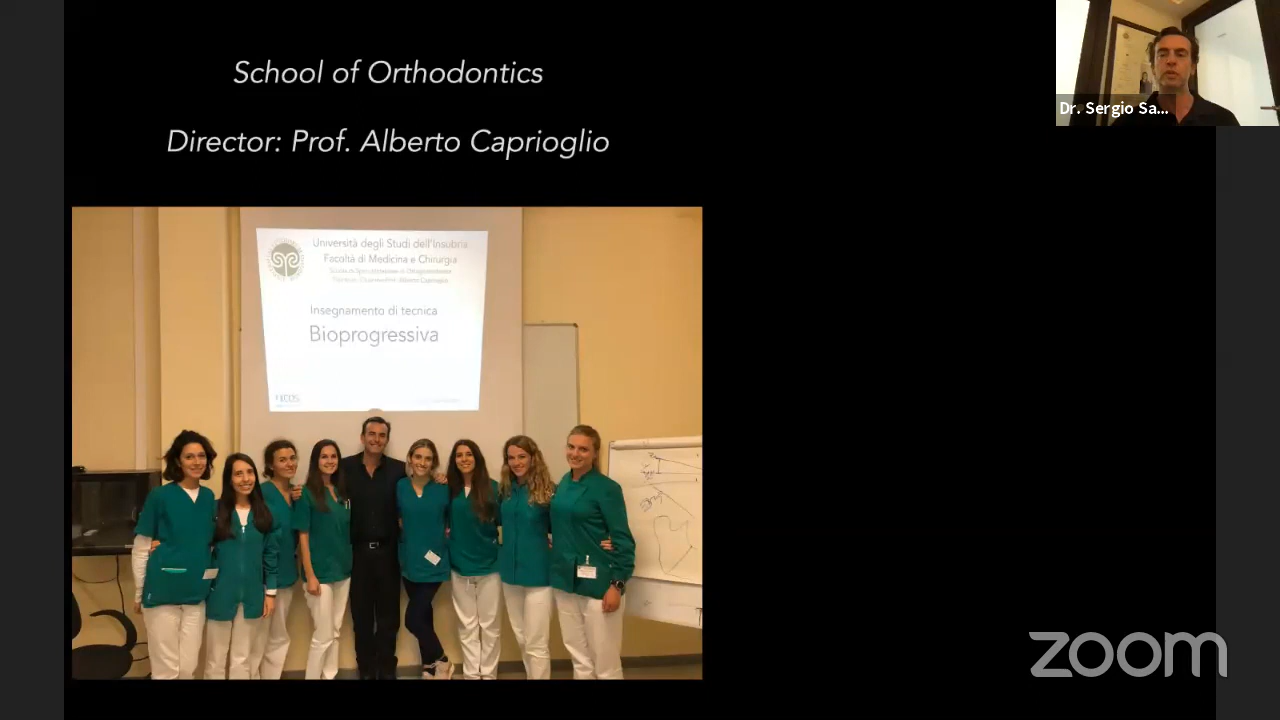 School of Orthodontics
Director: Prof. Alberto Caprioglio
Dr. Sergio Sa...
Università degli Studi dell'Insubria
Facoltà di Medicina e Chirurgia
Insegnamento di tecnica
Bioprogressiva
zoom